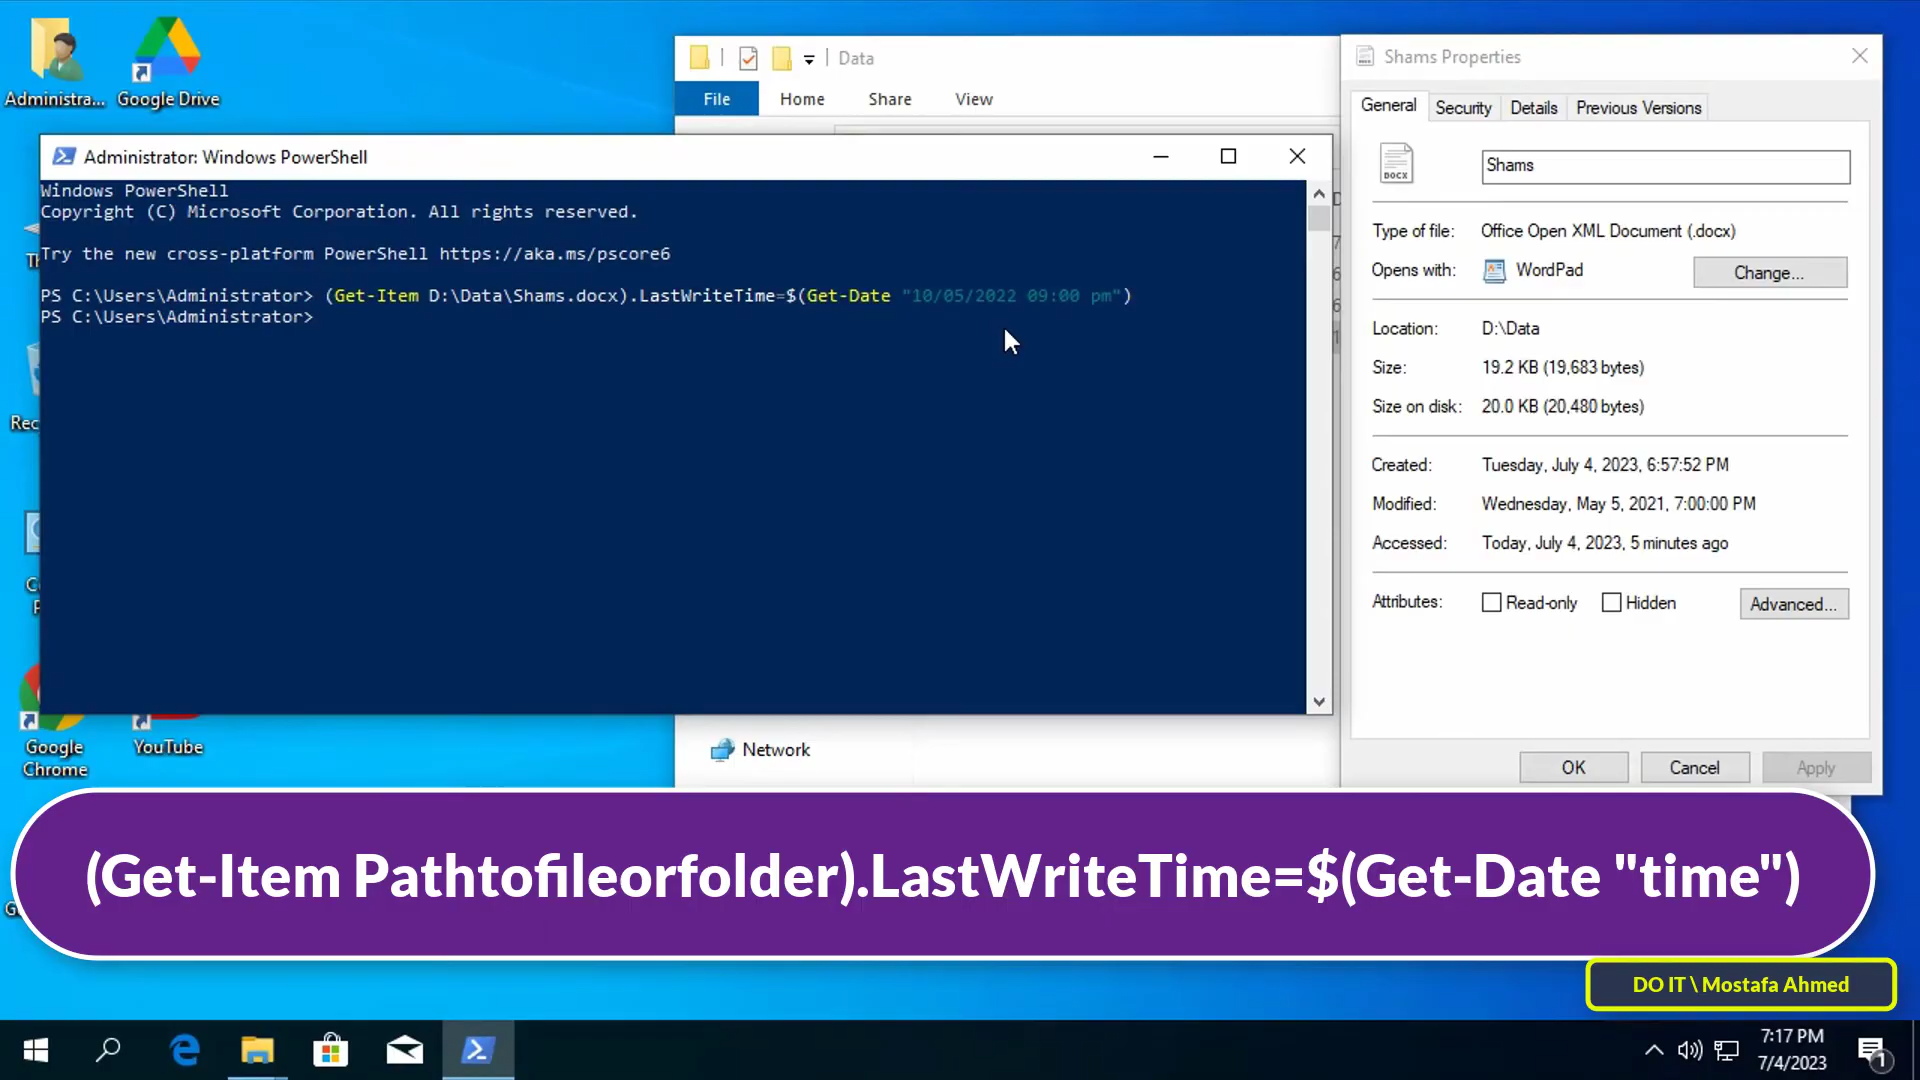 Administra...
Google Drive
Data
File
Home
Share
View
Administrator: Windows PowerShell
Windows PowerShell
Copyright (C) Microsoft Corporation. All rights reserved.
Try the new cross-platform PowerShell https://aka.ms/pscore6
PS C:\Users\Administrator> (Get-Item D:\Data\Shams.docx).LastWriteTime=$(Get-Date "10/05/2022 09:00 pm")
PS C:\Users\Administrator>
Google
Chrome
YouTube
Network
Shams Properties
General
Security
Details
Previous Versions
DOCX
Shams
Type of file: Office Open XML Document (.docx)
Opens with: WordPad
Change...
Location: D:\Data
Size: 19.2 KB (19,683 bytes)
Size on disk: 20.0 KB (20,480 bytes)
Created: Tuesday, July 4, 2023, 6:57:52 PM
Modified: Wednesday, May 5, 2021, 7:00:00 PM
Accessed: Today, July 4, 2023, 5 minutes ago
Attributes: Read-only Hidden Advanced...
OK
Cancel
Apply
(Get-Item Pathtofileorfolder).LastWriteTime=$(Get-Date "time")
DO IT \ Mostafa Ahmed
7:17 PM
7/4/2023
1